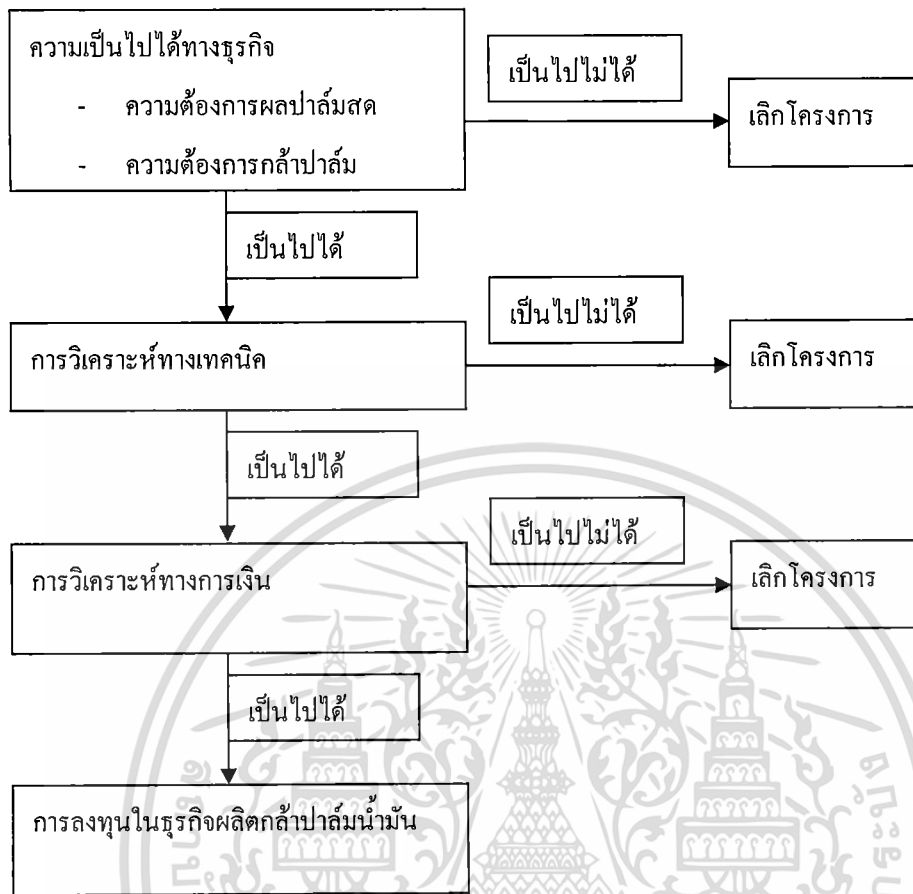 ความเป็นไปได้ทางธุรกิจ
- ความต้องการผลปาล์มสด
- ความต้องการกล้าปาล์ม
เป็นไปไม่ได้
เลิกโครงการ
เป็นไปได้
การวิเคราะห์ทางเทคนิค
เป็นไปไม่ได้
เลิกโครงการ
เป็นไปได้
การวิเคราะห์ทางการเงิน
เป็นไปไม่ได้
เลิกโครงการ
เป็นไปได้
การลงทุนในธุรกิจผลิตกล้าปาล์มน้ำมัน